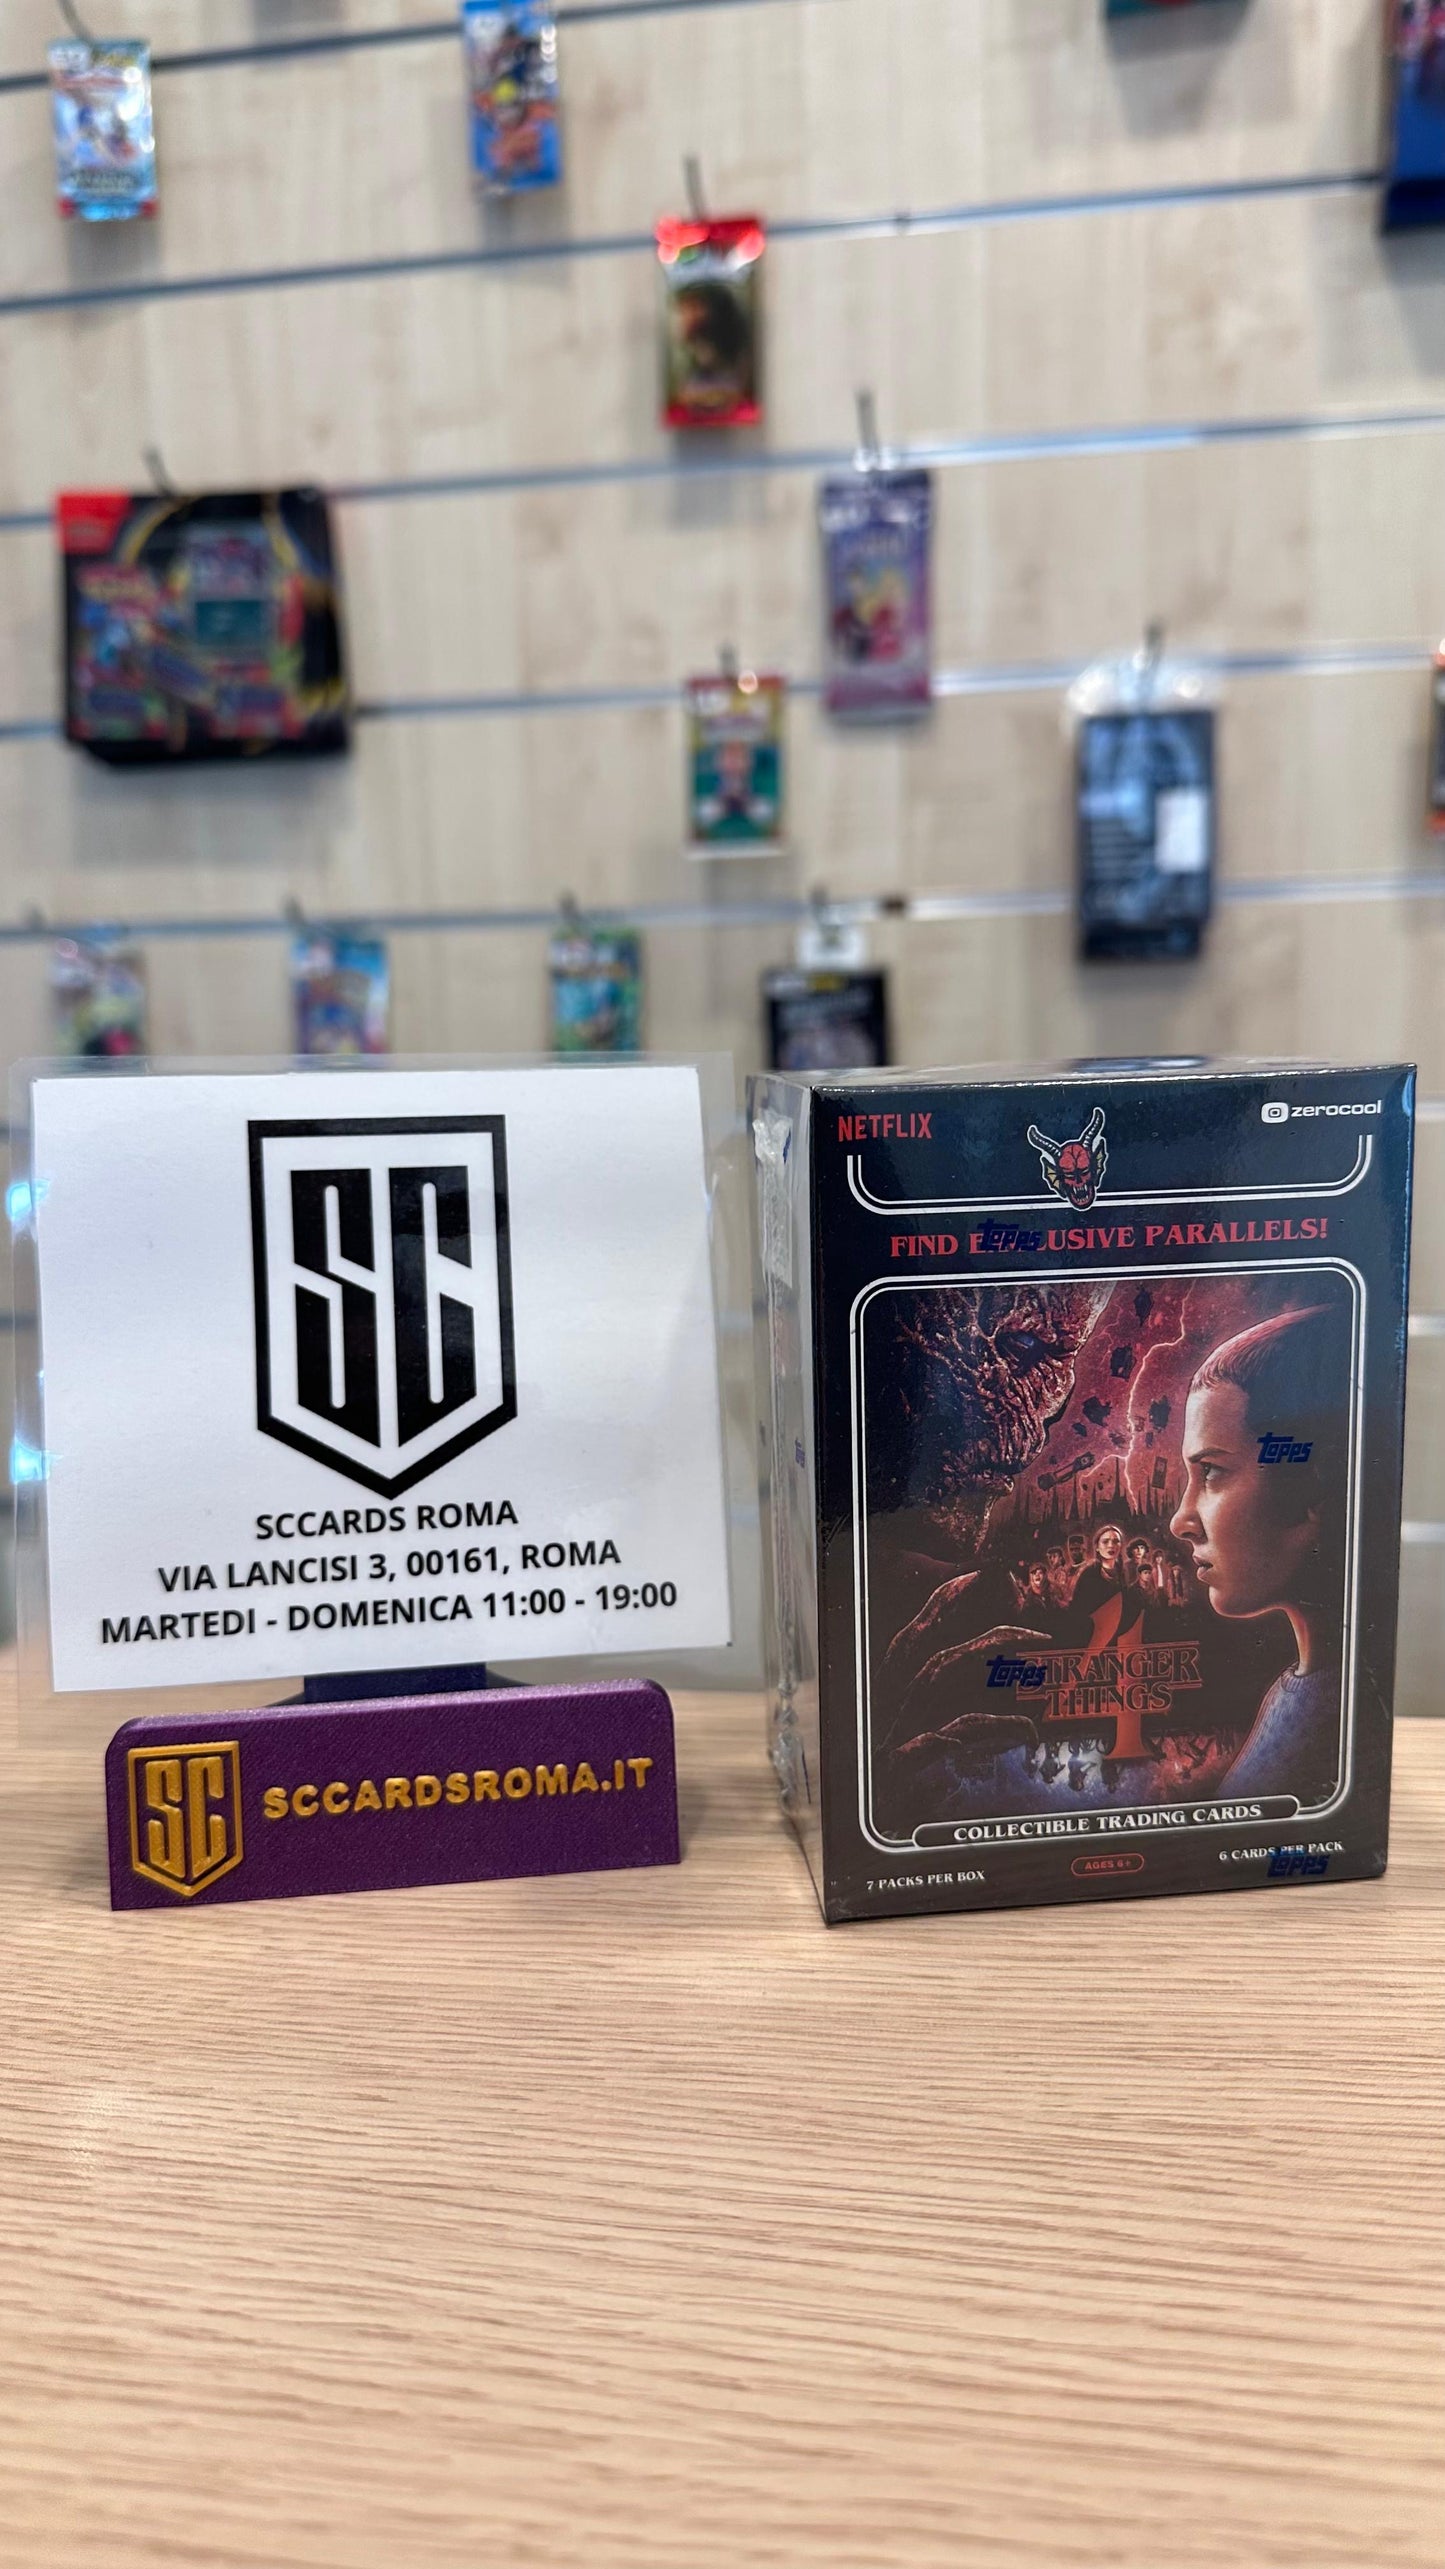 SC
SCCARDS ROMA
VIA LANCISI 3, 00161, ROMA
MARTEDI - DOMENICA 11:00 - 19:00
SC SCCARDSROMA.IT
NETFLIX
zerocool
FIND E LUSIVE PARALLELS!
topps
topps
4
STRANGER
THINGS
topps
COLLECTIBLE TRADING CARDS
7 PACKS PER BOX
AGES 6+
6 CARDS PER PACK
topps